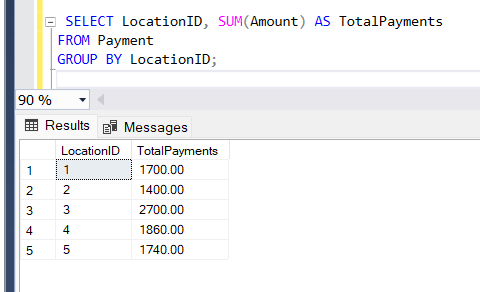 SELECT LocationID, SUM(Amount) AS TotalPayments
FROM Payment
GROUP BY LocationID;
90 %
Results Messages
LocationID TotalPayments
1 1 1700.00
2 2 1400.00
3 3 2700.00
4 4 1860.00
5 5 1740.00